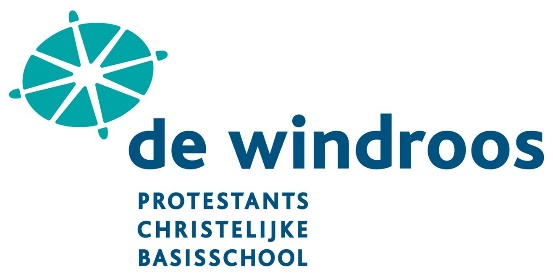 de windroos
PROTESTANTS
CHRISTELIJKE
BASISSCHOOL